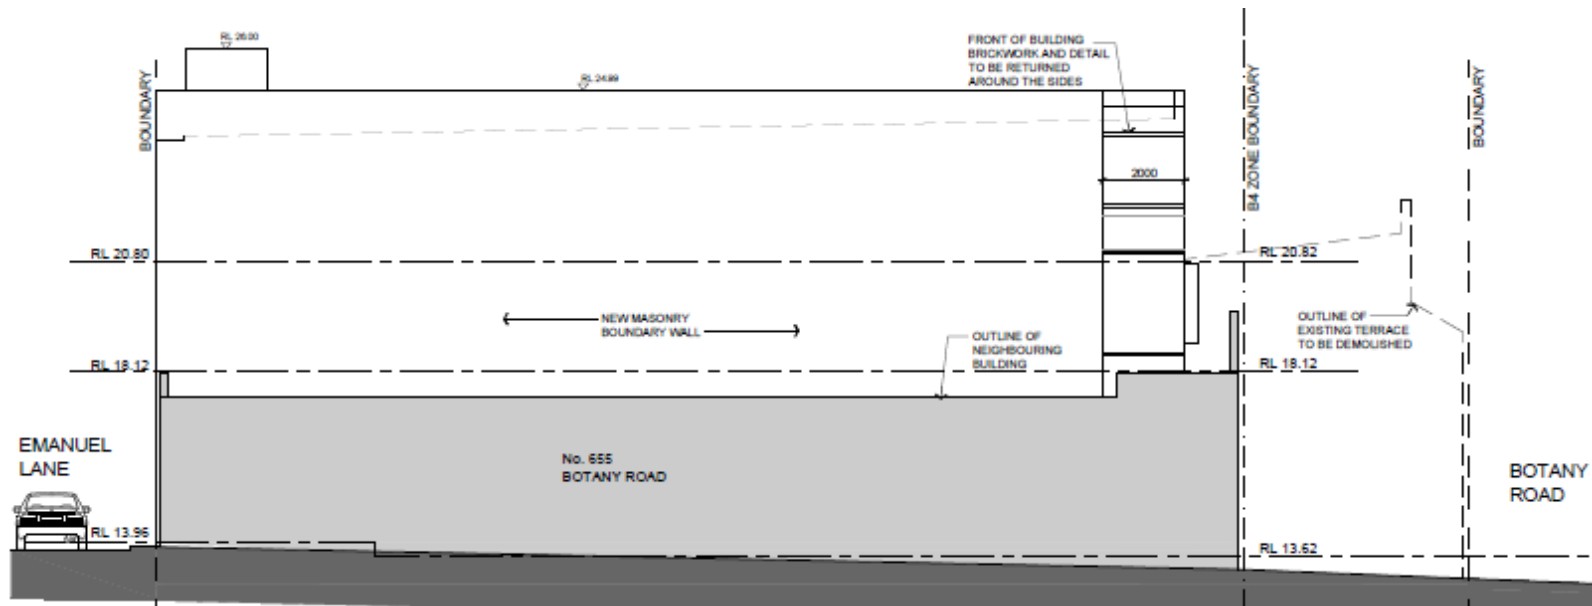 RL 26.00
RL 24.89
FRONT OF BUILDING
BRICKWORK AND DETAIL
TO BE RETURNED
AROUND THE SIDES
BOUNDARY
B4 ZONE BOUNDARY
BOUNDARY
2000
RL 20.80
RL 20.82
NEW MASONRY
BOUNDARY WALL
OUTLINE OF
NEIGHBOURING
BUILDING
OUTLINE OF
EXISTING TERRACE
TO BE DEMOLISHED
RL 18.12
RL 18.12
EMANUEL
LANE
No. 655
BOTANY ROAD
BOTANY
ROAD
RL 13.96
RL 13.62